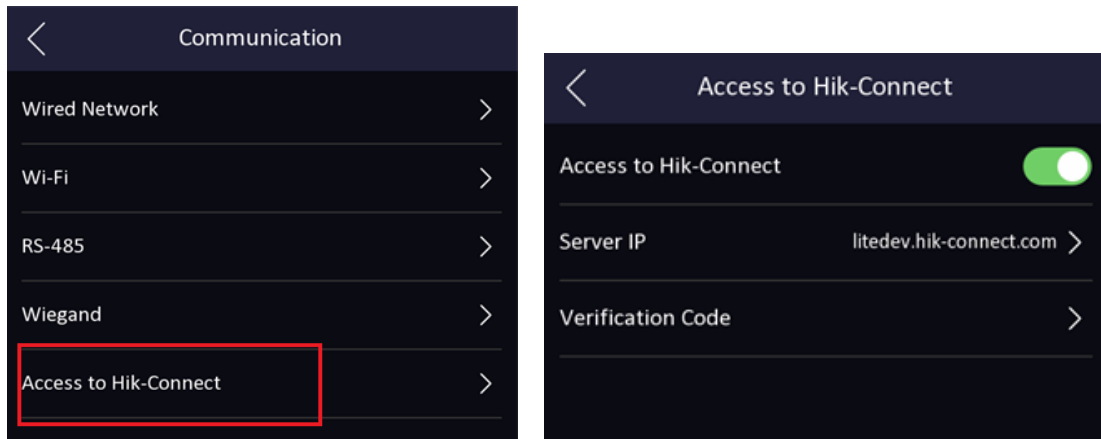 Communication
Wired Network
Wi-Fi
RS-485
Wiegand
Access to Hik-Connect
Access to Hik-Connect
Access to Hik-Connect
Server IP litedev.hik-connect.com
Verification Code